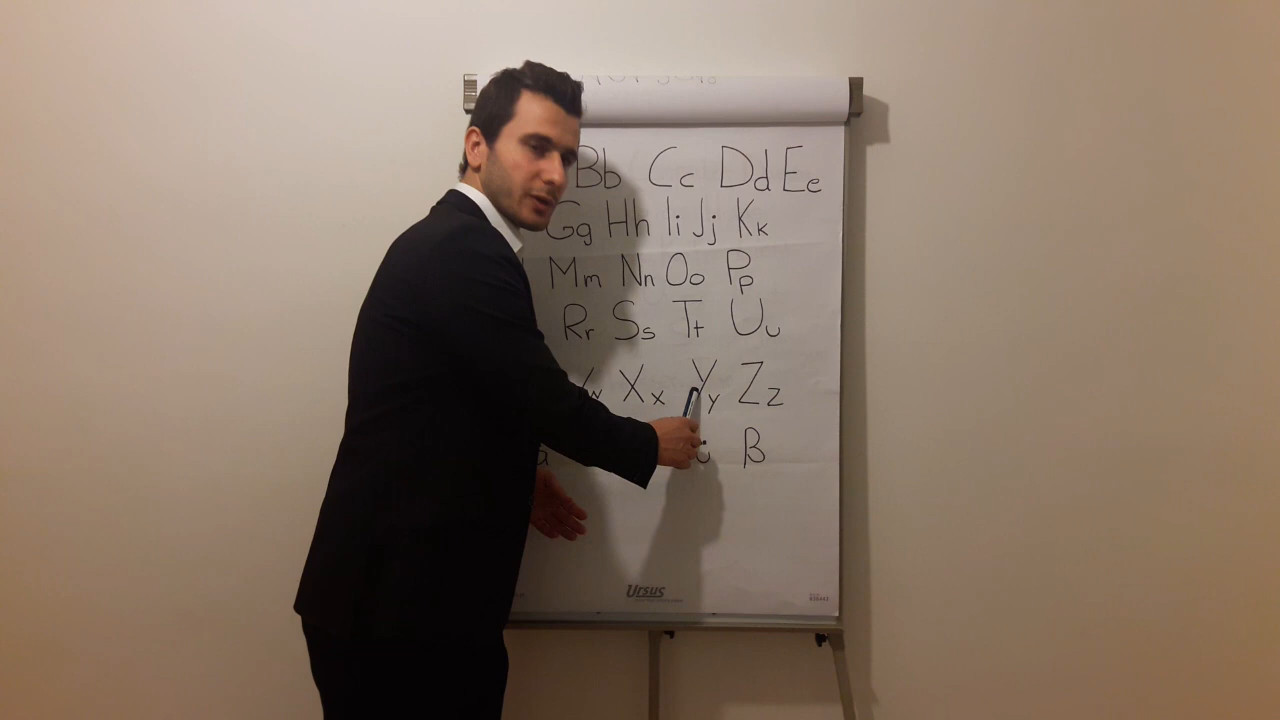 Bb Cc Dd Ee
Gg Hh Ii Jj Kk
Mm Nn Oo Pp
Rr Ss Tt Uu
w Xx Yy Zz
ß
Ursus